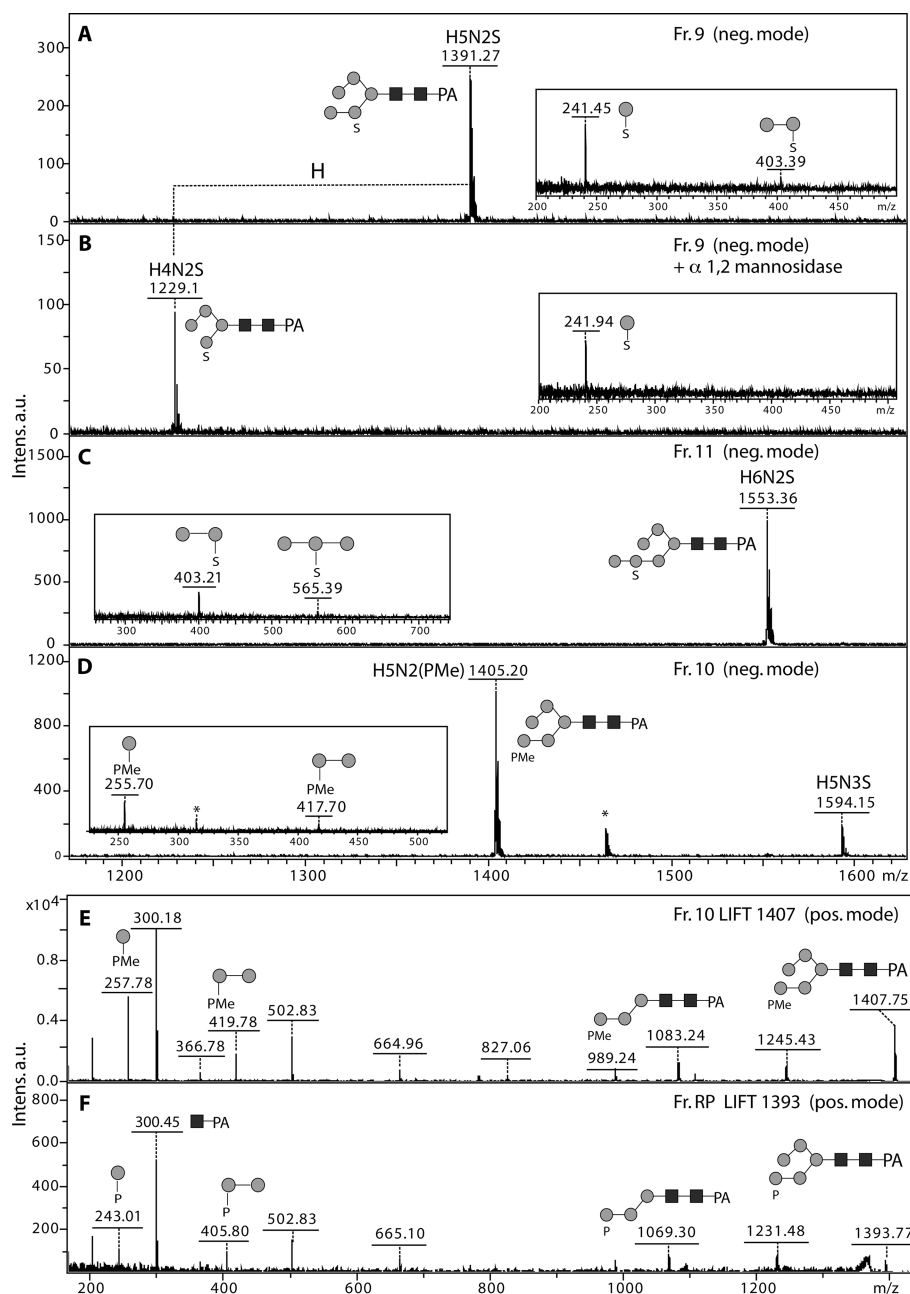 A
H5N2S
1391.27
Fr. 9 (neg. mode)
300
200
100
0
PA
S
H
241.45
S
403.39
S
200 250 300 350 400 450 m/z
B
H4N2S
1229.1
Fr. 9 (neg. mode)
+ α 1,2 mannosidase
150
100
50
0
PA
S
241.94
S
200 250 300 350 400 450 m/z
Intens. a.u.
C
Fr. 11 (neg. mode)
H6N2S
1553.36
1500
1000
500
0
PA
S
S
403.21
S
565.39
300 400 500 600 700
D
H5N2(PMe) 1405.20
Fr. 10 (neg. mode)
1200
800
400
0
PA
PMe
PMe
255.70
*
PMe
417.70
250 300 350 400 450 500
*
H5N3S
1594.15
1200 1300 1400 1500 m/z 1600
E
Fr. 10 LIFT 1407 (pos. mode)
x10⁴
0.8
0.4
0.0
Intens. a.u.
PMe
257.78
300.18
366.78
PMe
419.78
502.83
664.96
827.06
PA
PMe
989.24
1083.24
1245.43
PA
PMe
1407.75
F
Fr. RP LIFT 1393 (pos. mode)
800
600
400
200
P
243.01
300.45
PA
P
405.80
502.83
665.10
PA
P
1069.30
1231.48
PA
P
1393.77
200 400 600 800 1000 1200 m/z